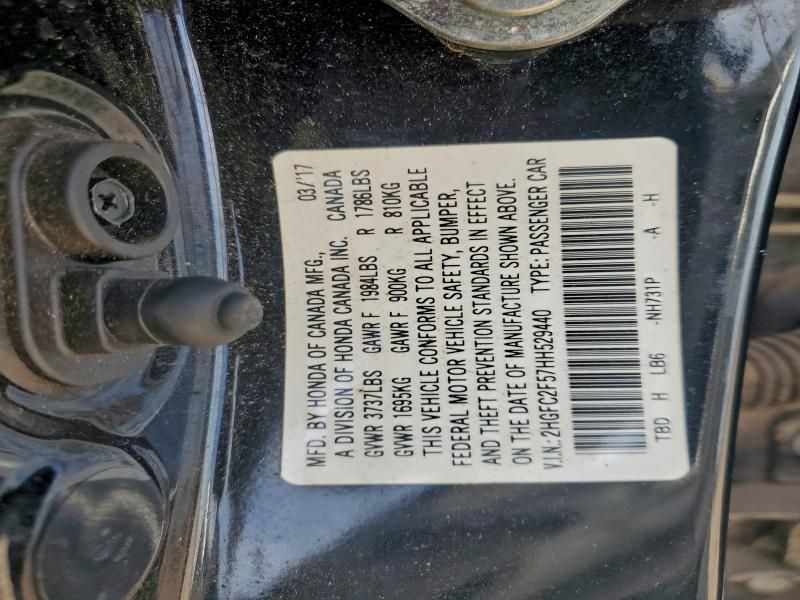 MFD. BY HONDA OF CANADA MFG., 03/'17
A DIVISION OF HONDA CANADA INC. CANADA
GVWR 3737LBS GAWR F 1984LBS R 1786LBS
GVWR 1695KG GAWR F 900KG R 810KG
THIS VEHICLE CONFORMS TO ALL APPLICABLE
FEDERAL MOTOR VEHICLE SAFETY, BUMPER,
AND THEFT PREVENTION STANDARDS IN EFFECT
ON THE DATE OF MANUFACTURE SHOWN ABOVE.
V.I.N.:2HGFC2F57HH529440 TYPE:PASSENGER CAR
TBD H LB6 -NH731P -A -H